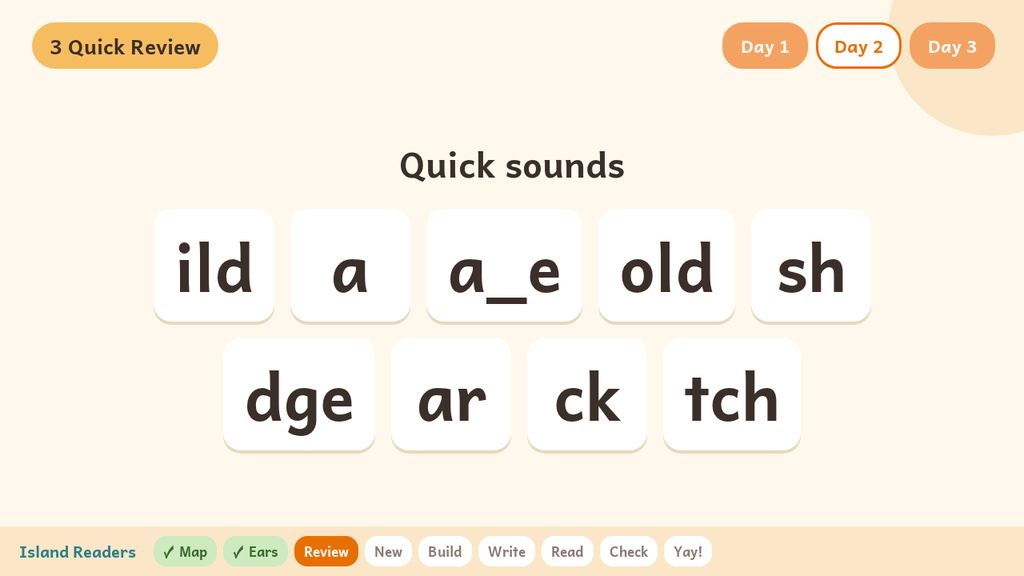 3 Quick Review
Day 1 Day 2 Day 3
Quick sounds
ild a a_e old sh
dge ar ck tch
Island Readers ✓ Map ✓ Ears Review New Build Write Read Check Yay!